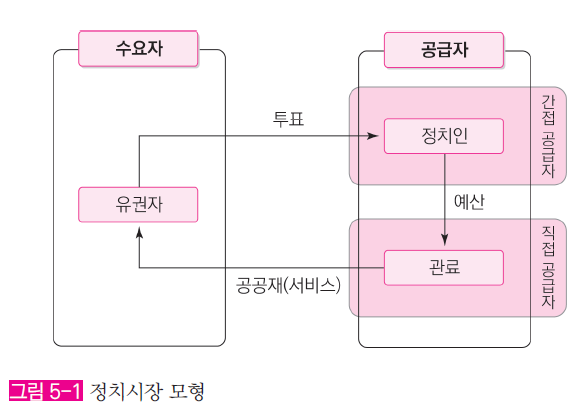 수요자
공급자
투표
정치인
간접 공급자
유권자
예산
관료
직접 공급자
공공재(서비스)
그림 5-1 정치시장 모형